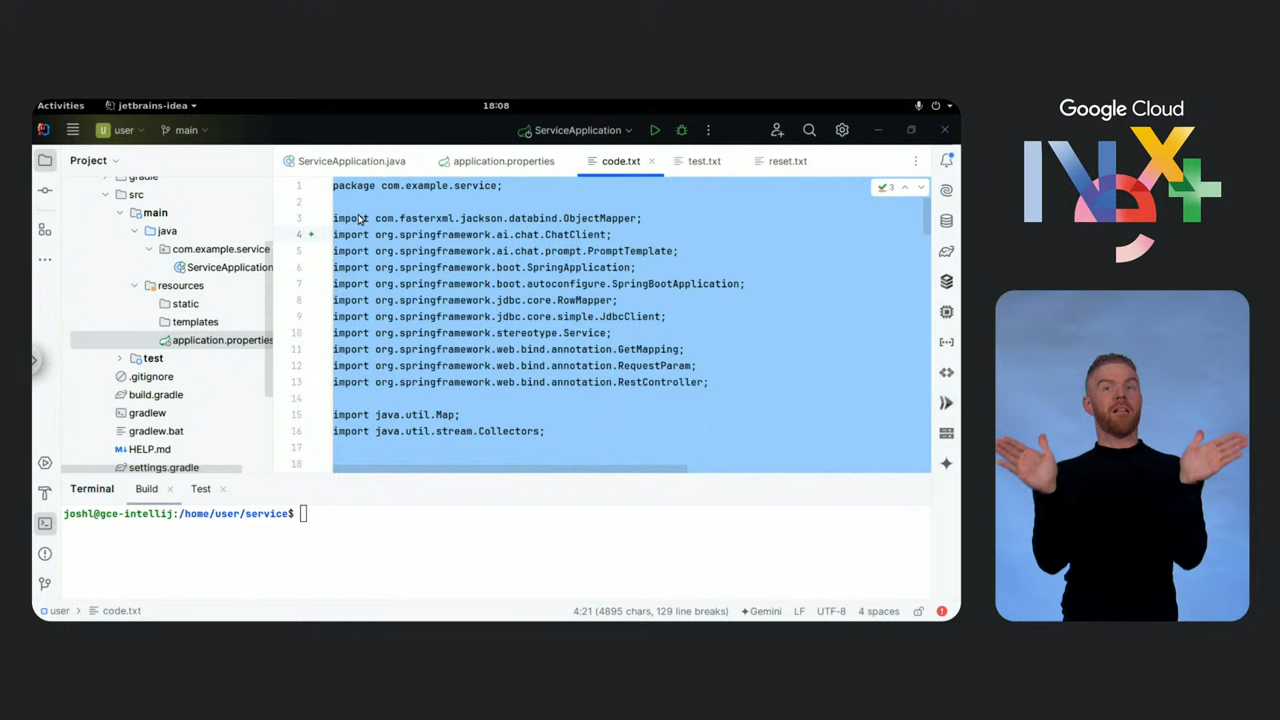 Activities
jetbrains-idea
18:08
U user
main
ServiceApplication
Project
ServiceApplication.java
application.properties
code.txt
test.txt
reset.txt
gradle
src
main
java
com.example.service
ServiceApplication
resources
static
templates
application.properties
test
.gitignore
build.gradle
gradlew
gradlew.bat
M↓ HELP.md
settings.gradle
1 package com.example.service;
2
3 import com.fasterxml.jackson.databind.ObjectMapper;
4 import org.springframework.ai.chat.ChatClient;
5 import org.springframework.ai.chat.prompt.PromptTemplate;
6 import org.springframework.boot.SpringApplication;
7 import org.springframework.boot.autoconfigure.SpringBootApplication;
8 import org.springframework.jdbc.core.RowMapper;
9 import org.springframework.jdbc.core.simple.JdbcClient;
10 import org.springframework.stereotype.Service;
11 import org.springframework.web.bind.annotation.GetMapping;
12 import org.springframework.web.bind.annotation.RequestParam;
13 import org.springframework.web.bind.annotation.RestController;
14
15 import java.util.Map;
16 import java.util.stream.Collectors;
17
18
3
Terminal
Build
Test
joshl@gce-intellij:/home/user/service$
user > code.txt
4:21 (4895 chars, 129 line breaks)
Gemini
LF
UTF-8
4 spaces
Google Cloud
Next